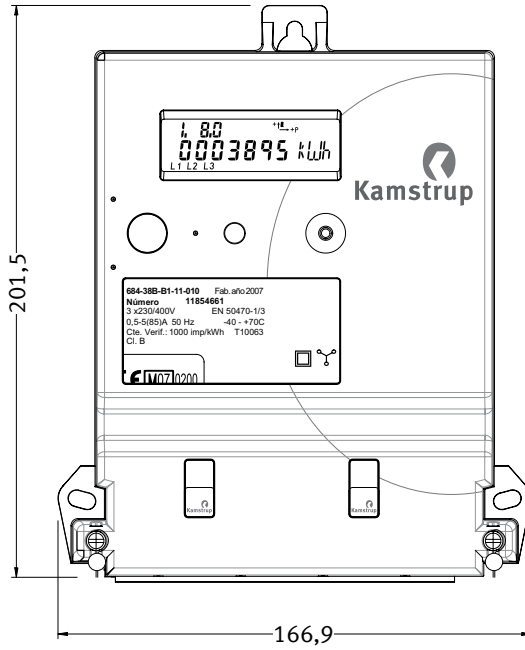 1. 8.0 +P
0003895 kWh
L1 L2 L3
Kamstrup
201,5
684-38B-B1-11-010 Fab. año 2007
Número 11854661
3 x230/400V EN 50470-1/3
0,5-5(85)A 50 Hz -40 - +70C
Cte. Verif.: 1000 imp/kWh T10063
Cl. B
CE M07 0200
Kamstrup Kamstrup
166,9